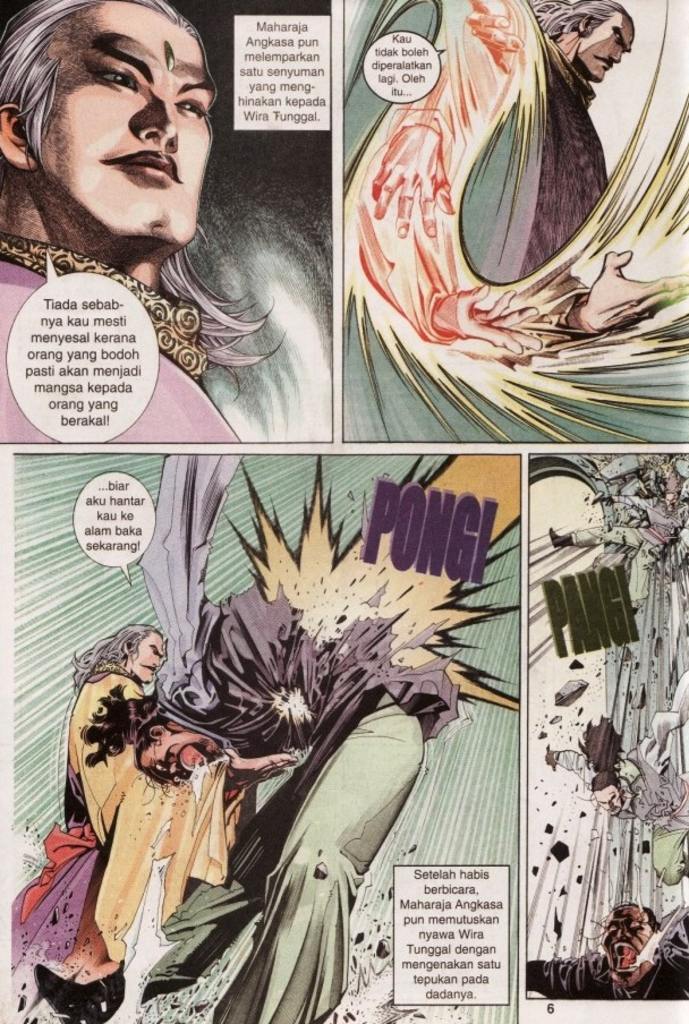 Maharaja
Angkasa pun
melemparkan
satu senyuman
yang meng-
hinakan kepada
Wira Tunggal.
Tiada sebab-
nya kau mesti
menyesal kerana
orang yang bodoh
pasti akan menjadi
mangsa kepada
orang yang
berakal!
Kau
tidak boleh
diperalatkan
lagi. Oleh
itu...
...biar
aku hantar
kau ke
alam baka
sekarang!
PONG!
Setelah habis
berbicara,
Maharaja Angkasa
pun memutuskan
nyawa Wira
Tunggal dengan
mengenakan satu
tepukan pada
dadanya.
PANG!
6